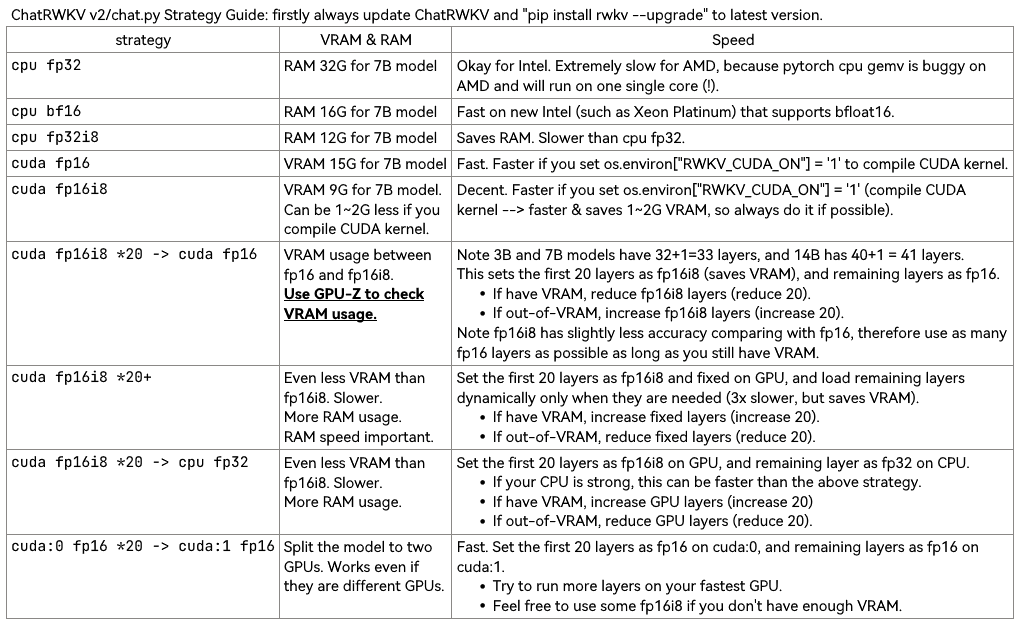 ChatRWKV v2/chat.py Strategy Guide: firstly always update ChatRWKV and "pip install rwkv --upgrade" to latest version.
strategy
VRAM & RAM
Speed
cpu fp32
RAM 32G for 7B model
Okay for Intel. Extremely slow for AMD, because pytorch cpu gemv is buggy on
AMD and will run on one single core (!).
cpu bf16
RAM 16G for 7B model
Fast on new Intel (such as Xeon Platinum) that supports bfloat16.
cpu fp32i8
RAM 12G for 7B model
Saves RAM. Slower than cpu fp32.
cuda fp16
VRAM 15G for 7B model
Fast. Faster if you set os.environ["RWKV_CUDA_ON"] = '1' to compile CUDA kernel.
cuda fp16i8
VRAM 9G for 7B model.
Can be 1~2G less if you
compile CUDA kernel.
Decent. Faster if you set os.environ["RWKV_CUDA_ON"] = '1' (compile CUDA
kernel --> faster & saves 1~2G VRAM, so always do it if possible).
cuda fp16i8 *20 -> cuda fp16
VRAM usage between
fp16 and fp16i8.
Use GPU-Z to check
VRAM usage.
Note 3B and 7B models have 32+1=33 layers, and 14B has 40+1 = 41 layers.
This sets the first 20 layers as fp16i8 (saves VRAM), and remaining layers as fp16.
• If have VRAM, reduce fp16i8 layers (reduce 20).
• If out-of-VRAM, increase fp16i8 layers (increase 20).
Note fp16i8 has slightly less accuracy comparing with fp16, therefore use as many
fp16 layers as possible as long as you still have VRAM.
cuda fp16i8 *20+
Even less VRAM than
fp16i8. Slower.
More RAM usage.
RAM speed important.
Set the first 20 layers as fp16i8 and fixed on GPU, and load remaining layers
dynamically only when they are needed (3x slower, but saves VRAM).
• If have VRAM, increase fixed layers (increase 20).
• If out-of-VRAM, reduce fixed layers (reduce 20).
cuda fp16i8 *20 -> cpu fp32
Even less VRAM than
fp16i8. Slower.
More RAM usage.
Set the first 20 layers as fp16i8 on GPU, and remaining layer as fp32 on CPU.
• If your CPU is strong, this can be faster than the above strategy.
• If have VRAM, increase GPU layers (increase 20)
• If out-of-VRAM, reduce GPU layers (reduce 20).
cuda:0 fp16 *20 -> cuda:1 fp16
Split the model to two
GPUs. Works even if
they are different GPUs.
Fast. Set the first 20 layers as fp16 on cuda:0, and remaining layers as fp16 on
cuda:1.
• Try to run more layers on your fastest GPU.
• Feel free to use some fp16i8 if you don't have enough VRAM.